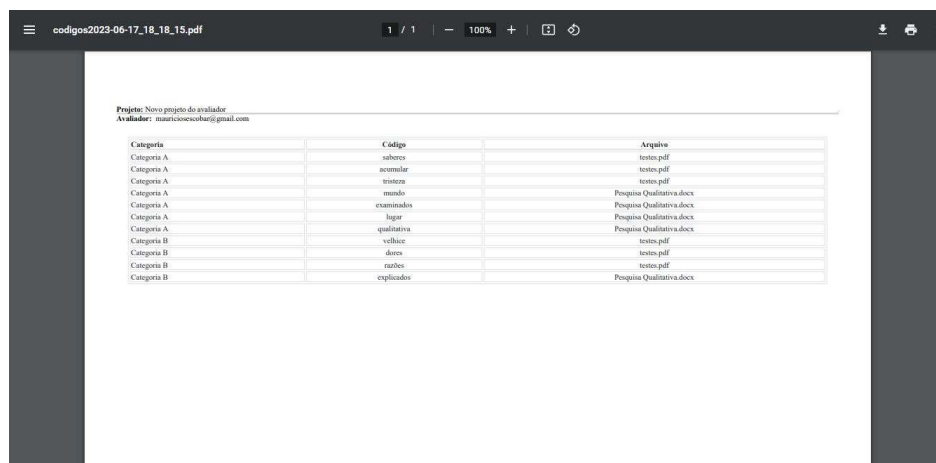 codigos2023-06-17_18_18_15.pdf 1 / 1 100%
Projeto: Novo projeto do avaliador
Avaliador: mauriciosescobar@gmail.com
Categoria Código Arquivo
Categoria A saberes testes.pdf
Categoria A acumular testes.pdf
Categoria A tristeza testes.pdf
Categoria A mundo Pesquisa Qualitativa.docx
Categoria A examinados Pesquisa Qualitativa.docx
Categoria A lugar Pesquisa Qualitativa.docx
Categoria A qualitativa Pesquisa Qualitativa.docx
Categoria B velhice testes.pdf
Categoria B dores testes.pdf
Categoria B razões testes.pdf
Categoria B explicados Pesquisa Qualitativa.docx